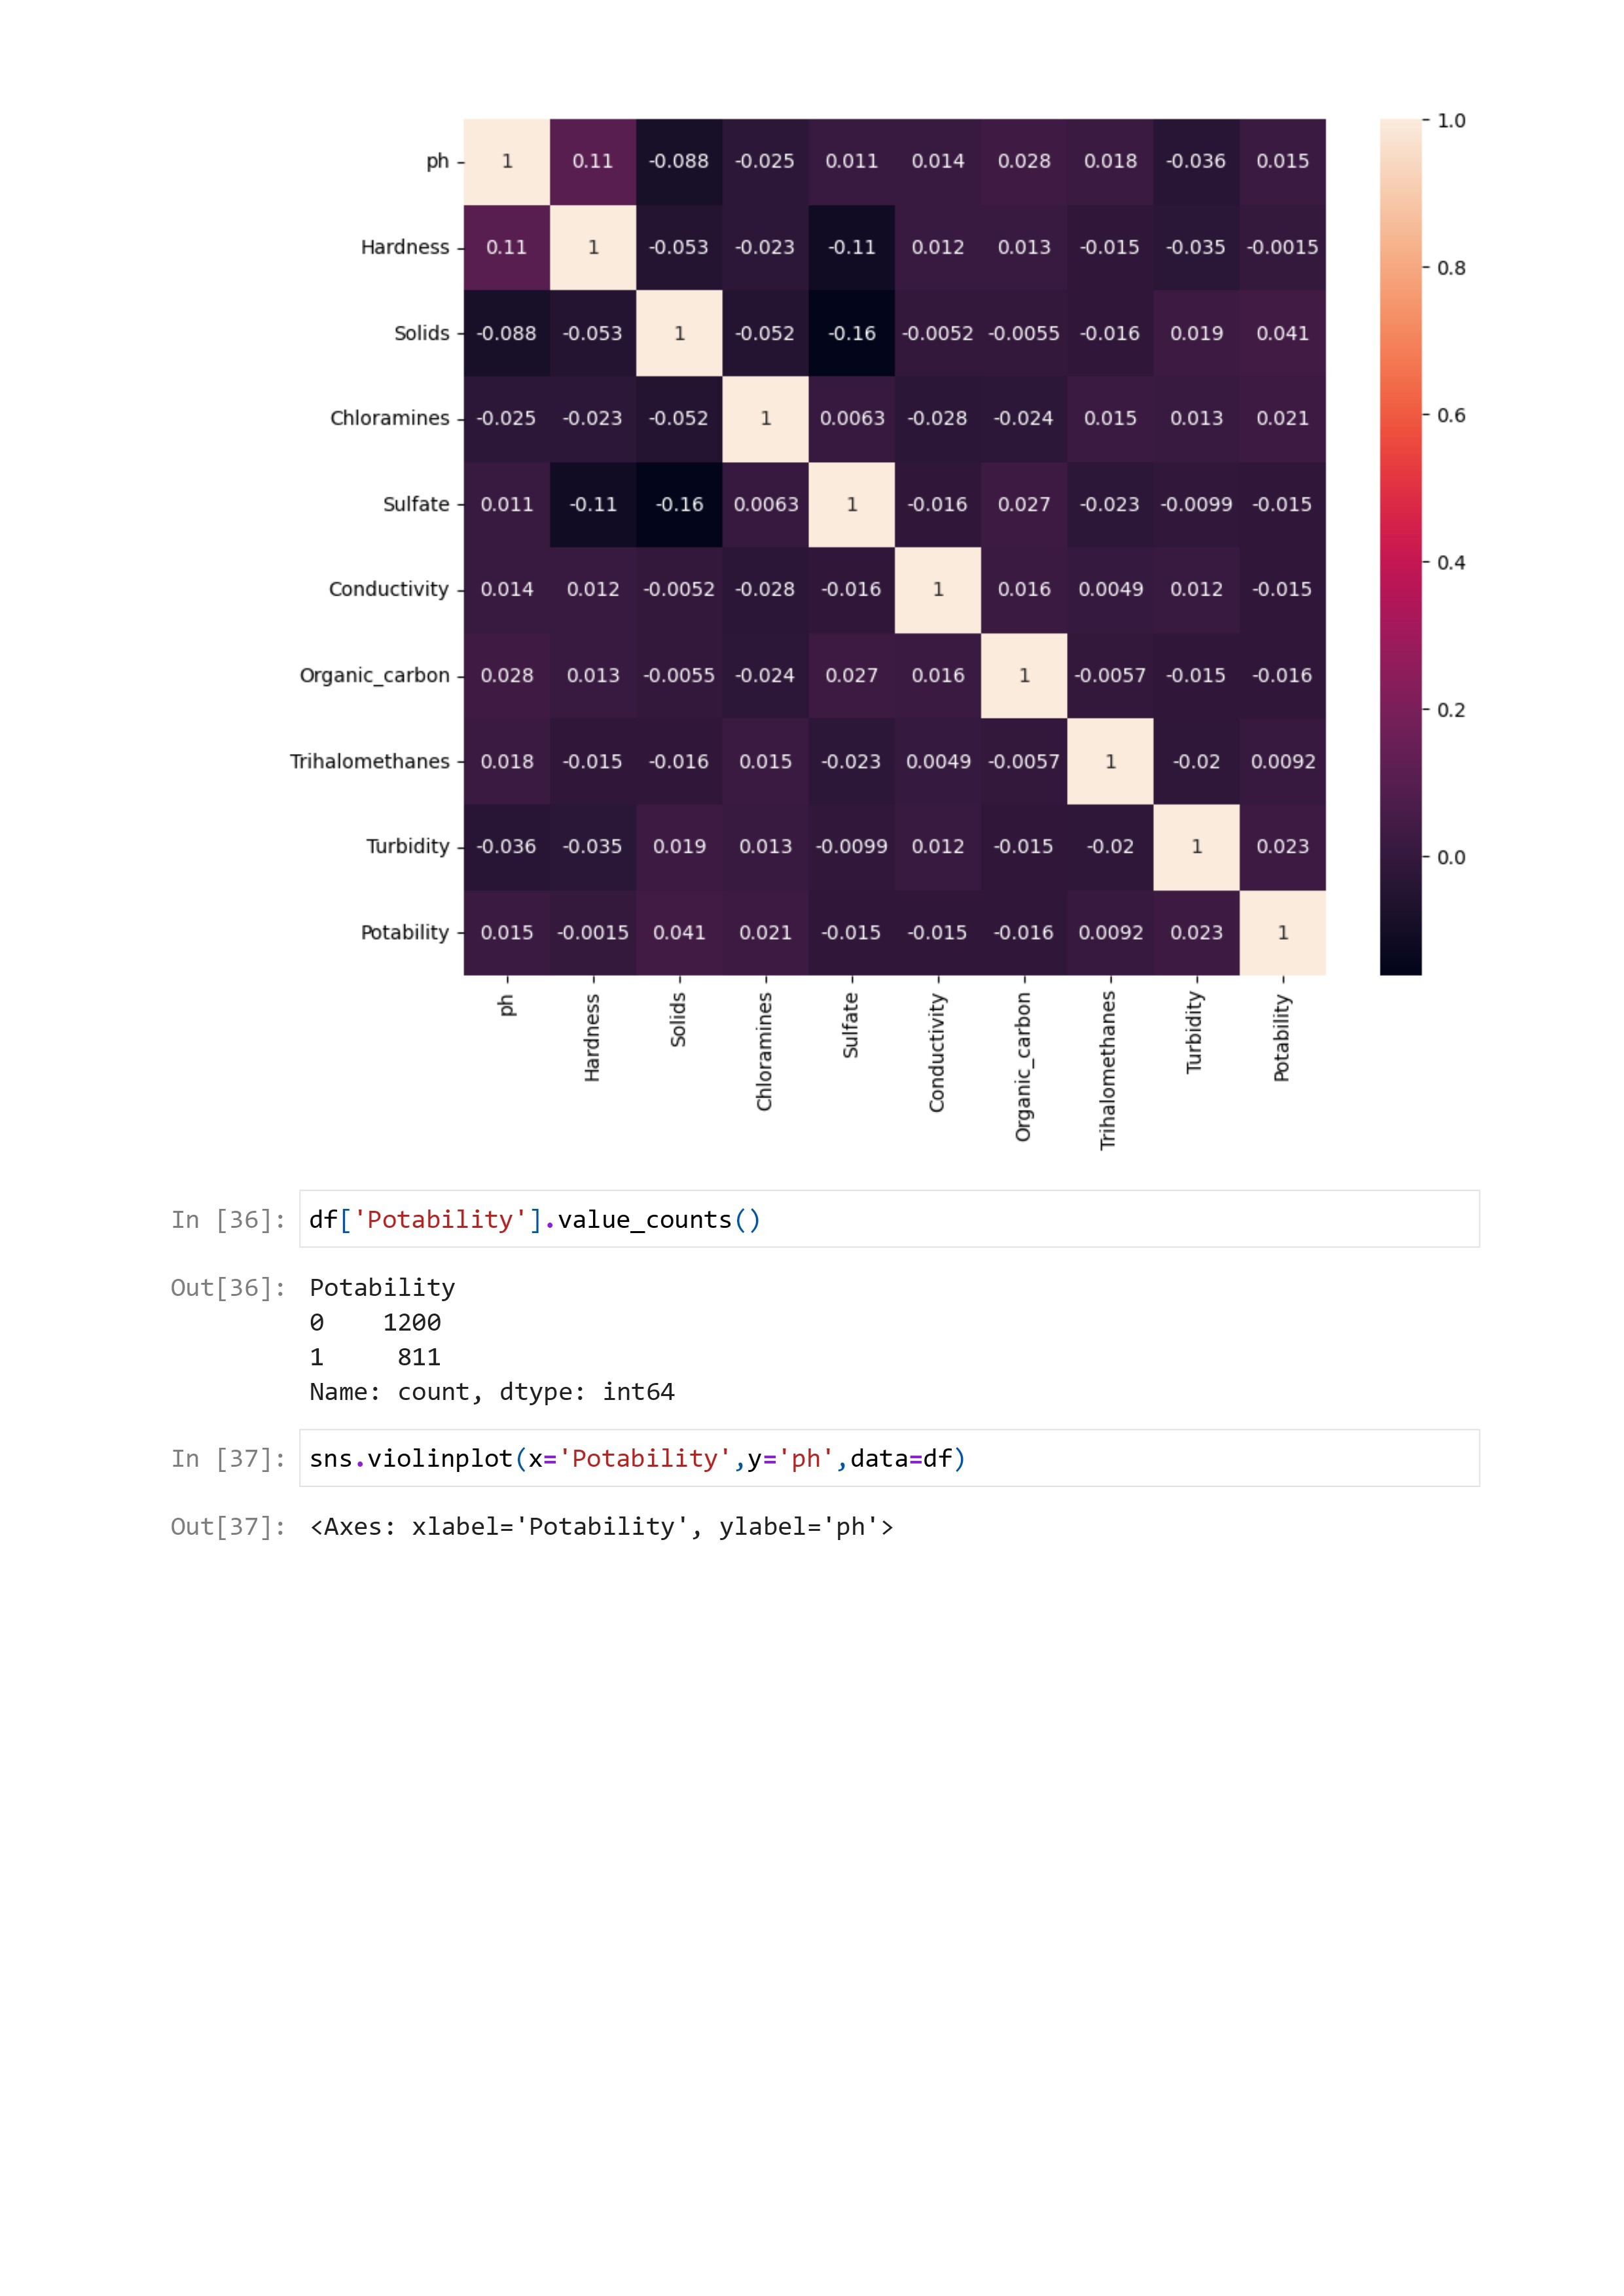 1.0
ph 1 0.11 -0.088 -0.025 0.011 0.014 0.028 0.018 -0.036 0.015
Hardness 0.11 1 -0.053 -0.023 -0.11 0.012 0.013 -0.015 -0.035 -0.0015
0.8
Solids -0.088 -0.053 1 -0.052 -0.16 -0.0052 -0.0055 -0.016 0.019 0.041
Chloramines -0.025 -0.023 -0.052 1 0.0063 -0.028 -0.024 0.015 0.013 0.021
0.6
Sulfate 0.011 -0.11 -0.16 0.0063 1 -0.016 0.027 -0.023 -0.0099 -0.015
0.4
Conductivity 0.014 0.012 -0.0052 -0.028 -0.016 1 0.016 0.0049 0.012 -0.015
Organic_carbon 0.028 0.013 -0.0055 -0.024 0.027 0.016 1 -0.0057 -0.015 -0.016
0.2
Trihalomethanes 0.018 -0.015 -0.016 0.015 -0.023 0.0049 -0.0057 1 -0.02 0.0092
Turbidity -0.036 -0.035 0.019 0.013 -0.0099 0.012 -0.015 -0.02 1 0.023
0.0
Potability 0.015 -0.0015 0.041 0.021 -0.015 -0.015 -0.016 0.0092 0.023 1
ph
Hardness
Solids
Chloramines
Sulfate
Conductivity
Organic_carbon
Trihalomethanes
Turbidity
Potability
In [36]: df['Potability'].value_counts()
Out[36]: Potability
0 1200
1 811
Name: count, dtype: int64
In [37]: sns.violinplot(x='Potability',y='ph',data=df)
Out[37]: <Axes: xlabel='Potability', ylabel='ph'>